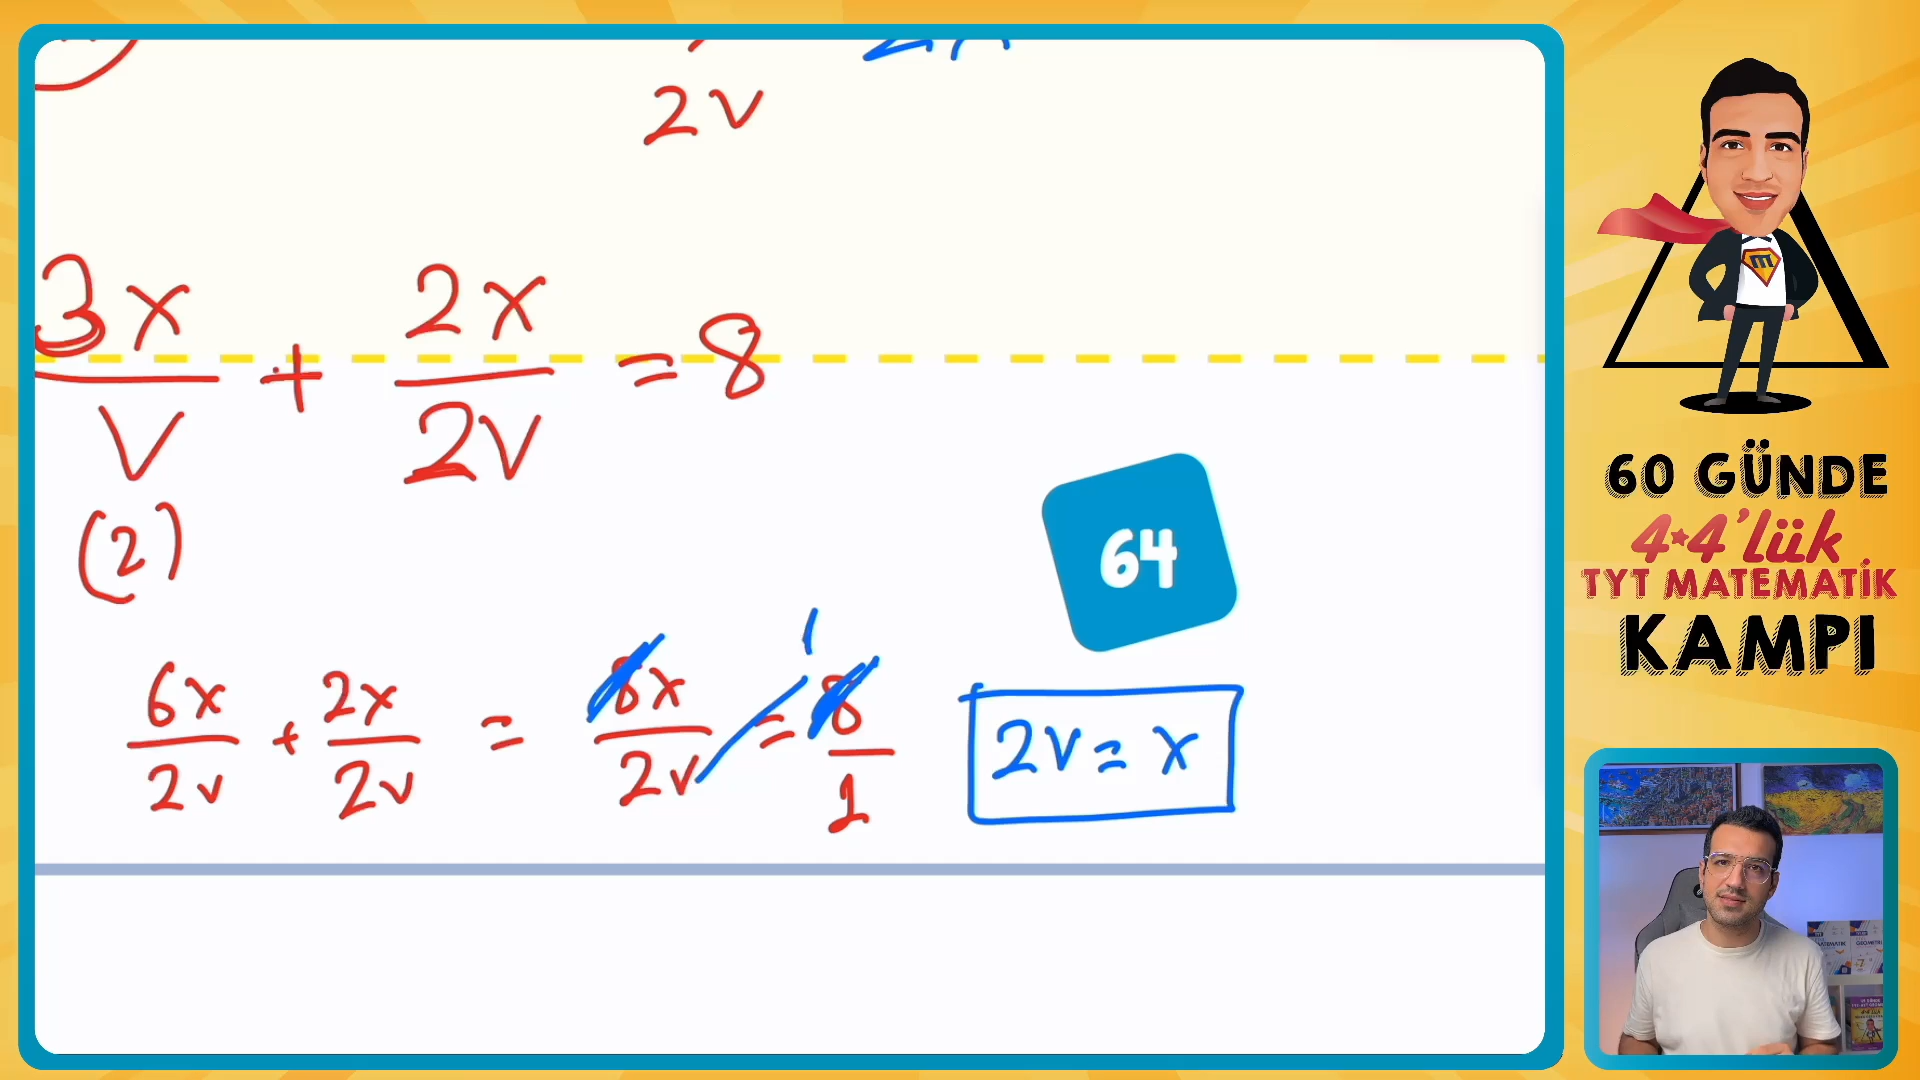 2V
3x/V + 2x/2V = 8
(2)
64
6x/2v + 2x/2v = 8x/2v = 8/1
1
2v = x
60 GÜNDE
4★4'lük
TYT MATEMATİK
KAMPI